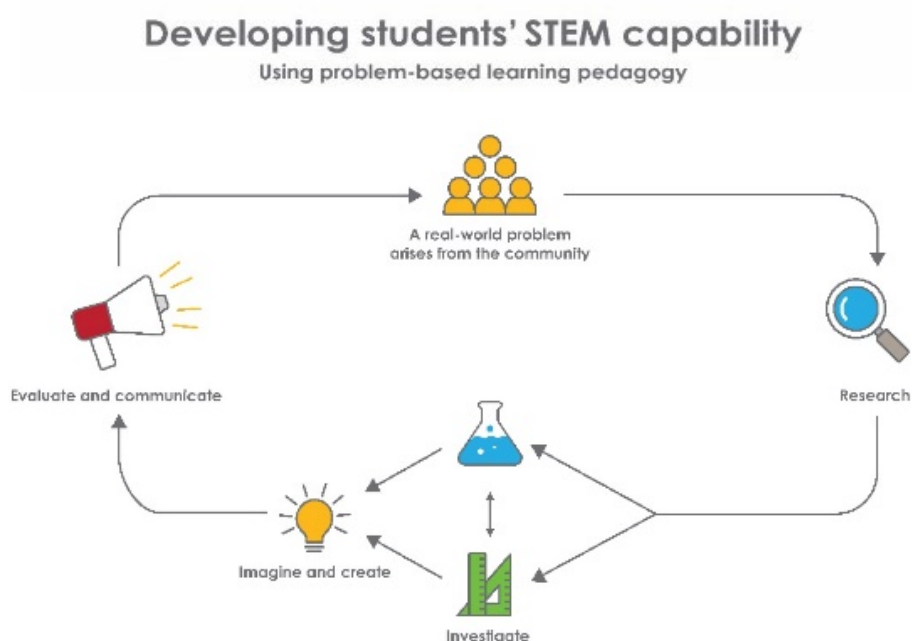 Developing students' STEM capability
Using problem-based learning pedagogy
A real-world problem
arises from the community
Research
Investigate
Imagine and create
Evaluate and communicate